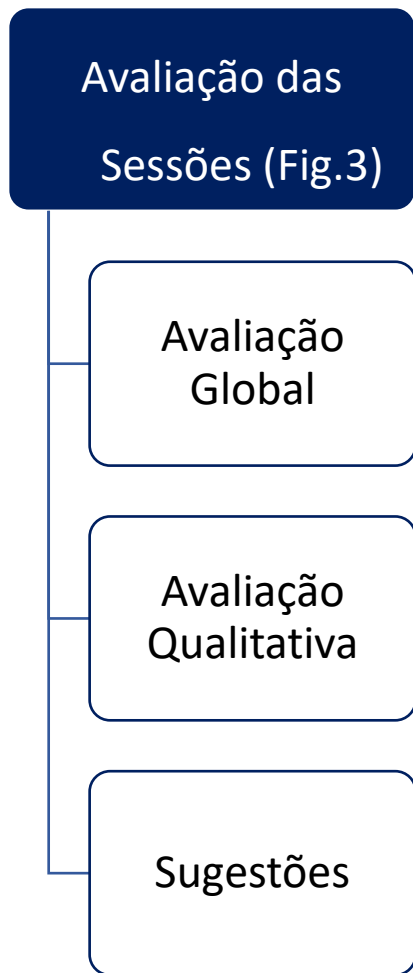 Avaliação das
Sessões (Fig.3)
Avaliação
Global
Avaliação
Qualitativa
Sugestões